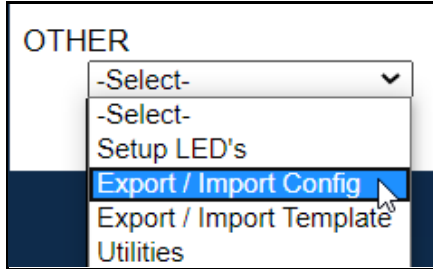 OTHER
-Select-
-Select-
Setup LED's
Export / Import Config
Export / Import Template
Utilities